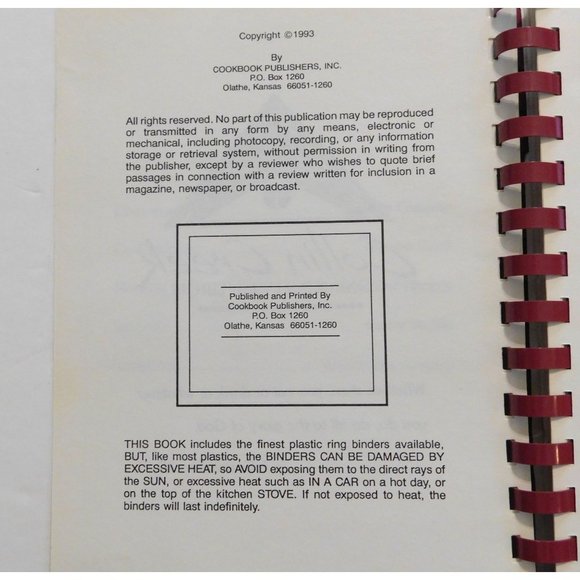 Copyright ©1993
By
COOKBOOK PUBLISHERS, INC.
P.O. Box 1260
Olathe, Kansas 66051-1260
All rights reserved. No part of this publication may be reproduced
or transmitted in any form by any means, electronic or
mechanical, including photocopy, recording, or any information
storage or retrieval system, without permission in writing from
the publisher, except by a reviewer who wishes to quote brief
passages in connection with a review written for inclusion in a
magazine, newspaper, or broadcast.
Published and Printed By
Cookbook Publishers, Inc.
P.O. Box 1260
Olathe, Kansas 66051-1260
THIS BOOK includes the finest plastic ring binders available,
BUT, like most plastics, the BINDERS CAN BE DAMAGED BY
EXCESSIVE HEAT, so AVOID exposing them to the direct rays of
the SUN, or excessive heat such as IN A CAR on a hot day, or
on the top of the kitchen STOVE. If not exposed to heat, the
binders will last indefinitely.